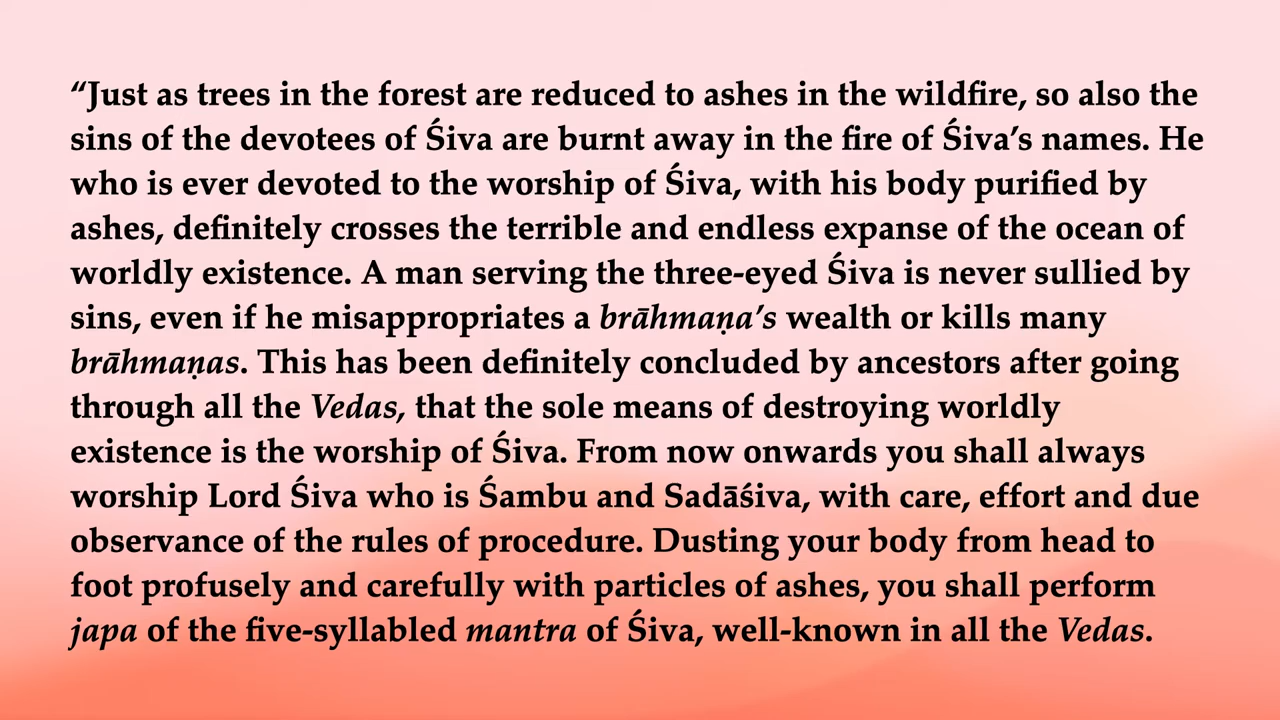 “Just as trees in the forest are reduced to ashes in the wildfire, so also the
sins of the devotees of Śiva are burnt away in the fire of Śiva’s names. He
who is ever devoted to the worship of Śiva, with his body purified by
ashes, definitely crosses the terrible and endless expanse of the ocean of
worldly existence. A man serving the three-eyed Śiva is never sullied by
sins, even if he misappropriates a brāhmaṇa’s wealth or kills many
brāhmaṇas. This has been definitely concluded by ancestors after going
through all the Vedas, that the sole means of destroying worldly
existence is the worship of Śiva. From now onwards you shall always
worship Lord Śiva who is Śambu and Sadāśiva, with care, effort and due
observance of the rules of procedure. Dusting your body from head to
foot profusely and carefully with particles of ashes, you shall perform
japa of the five-syllabled mantra of Śiva, well-known in all the Vedas.